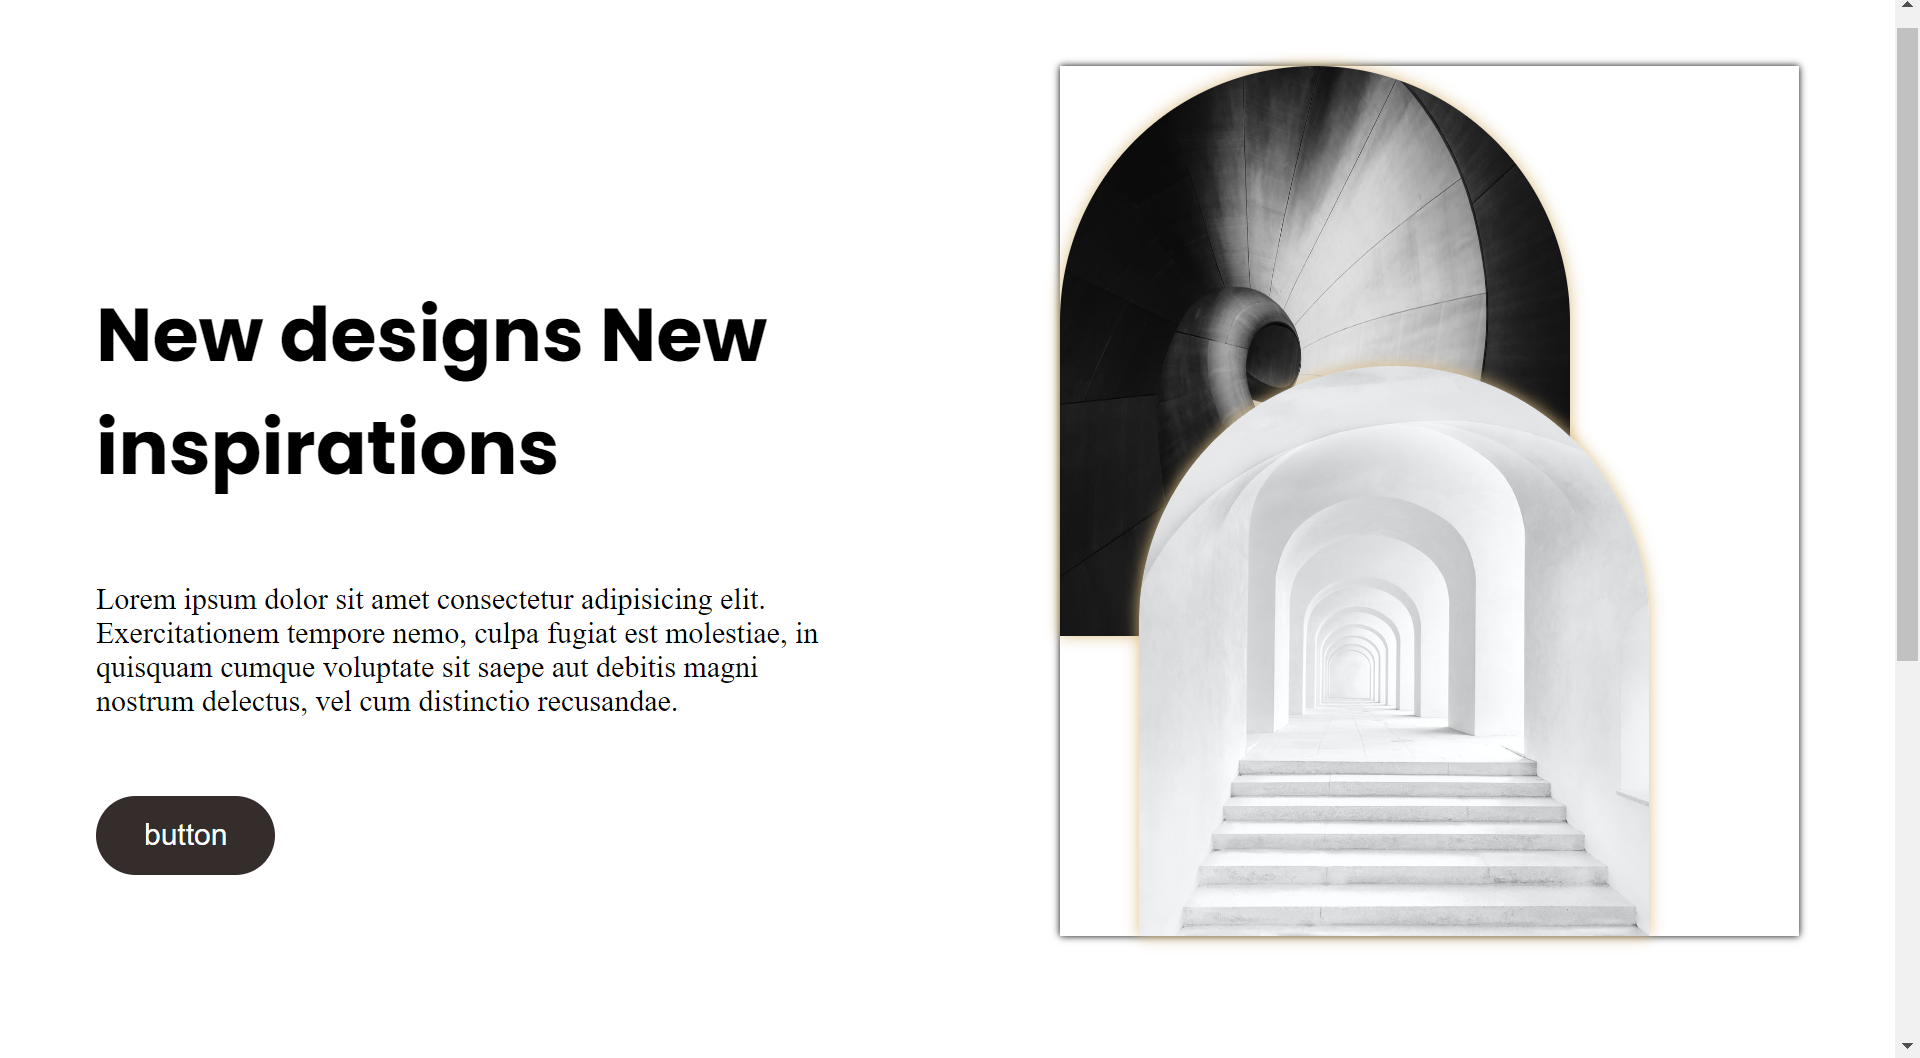 New designs New
inspirations
Lorem ipsum dolor sit amet consectetur adipisicing elit.
Exercitationem tempore nemo, culpa fugiat est molestiae, in
quisquam cumque voluptate sit saepe aut debitis magni
nostrum delectus, vel cum distinctio recusandae.
button